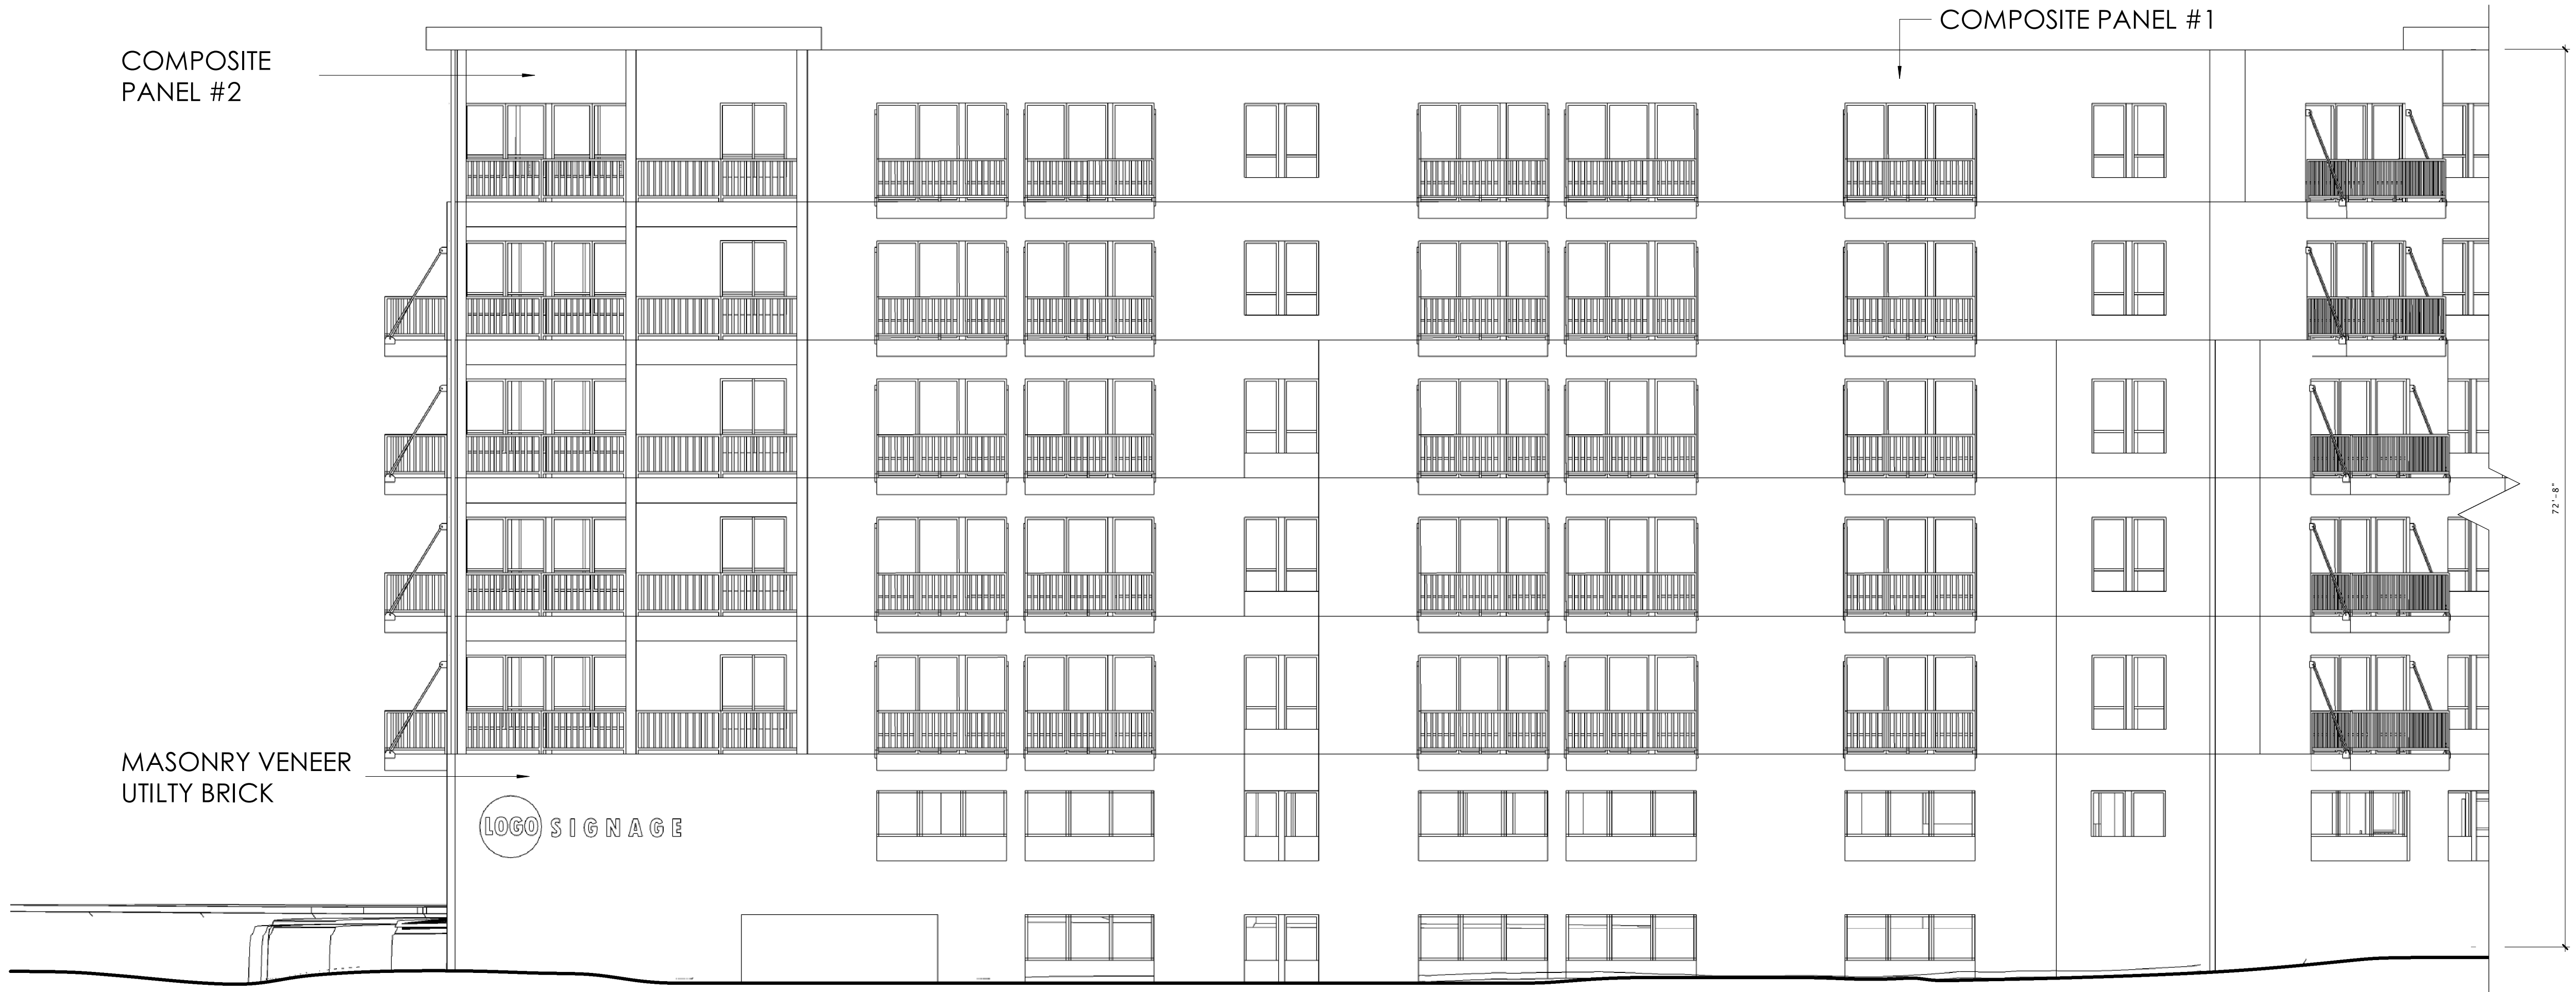 COMPOSITE PANEL #1
COMPOSITE
PANEL #2
72'-8"
MASONRY VENEER
UTILTY BRICK
LOGO SIGNAGE